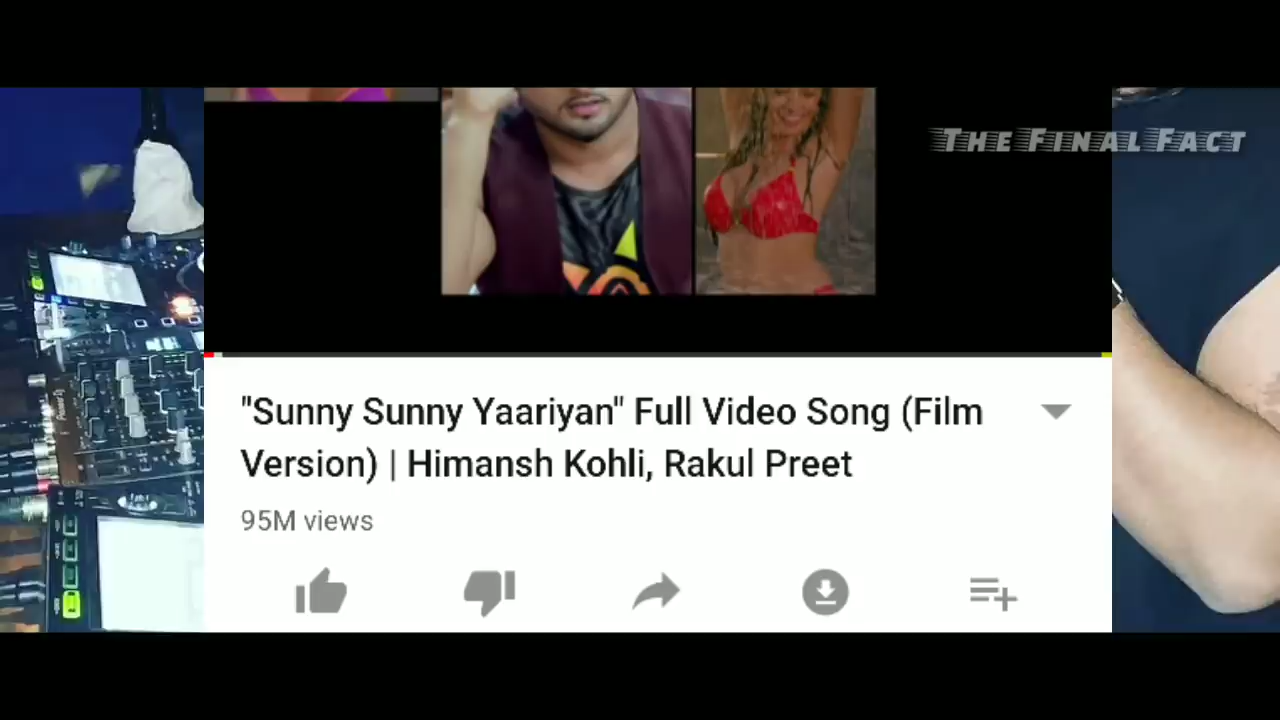 THE FINAL FACT
"Sunny Sunny Yaariyan" Full Video Song (Film
Version) | Himansh Kohli, Rakul Preet
95M views